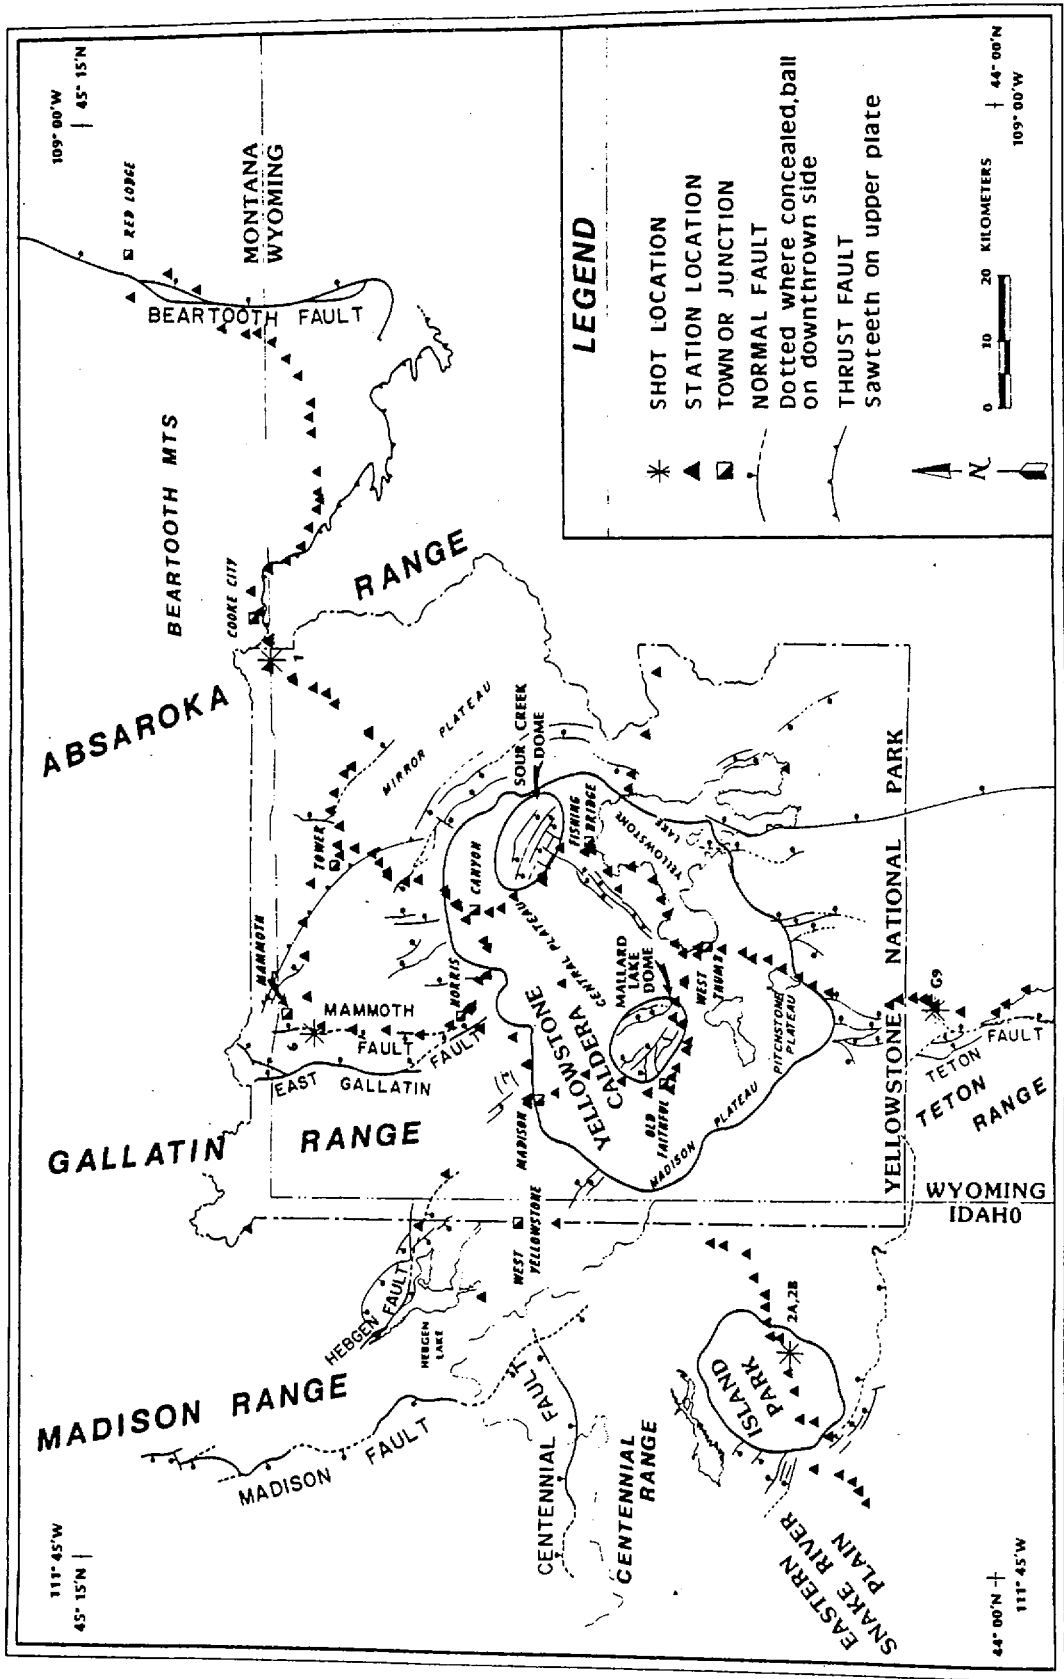 111° 45'W
45° 15'N
109° 00'W
45° 15'N
GALLATIN
RANGE
ABSAROKA
RANGE
MADISON RANGE
BEARTOOTH MTS
RED LODGE
MONTANA
WYOMING
BEARTOOTH FAULT
COOKE CITY
1
MAMMOTH
TOWER
6
MAMMOTH
FAULT
EAST GALLATIN
FAULT
MIRROR PLATEAU
HEBGEN FAULT
HEBGEN
LAKE
MADISON FAULT
NORRIS
CANYON
SOUR CREEK
DOME
WEST
YELLOWSTONE
MADISON
YELLOWSTONE
CALDERA
CENTRAL PLATEAU
FISHING
BRIDGE
YELLOWSTONE
LAKE
MALLARD
LAKE
DOME
OLD
FAITHFUL
WEST
THUMB
CENTENNIAL FAULT
CENTENNIAL
RANGE
MADISON PLATEAU
PITCHSTONE
PLATEAU
ISLAND
PARK
2A,2B
?
EASTERN
SNAKE RIVER
PLAIN
YELLOWSTONE NATIONAL PARK
WYOMING
IDAHO
G9
TETON
FAULT
TETON
RANGE
LEGEND
SHOT LOCATION
STATION LOCATION
TOWN OR JUNCTION
NORMAL FAULT
Dotted where concealed,ball
on downthrown side
THRUST FAULT
Sawteeth on upper plate
N
0 10 20 KILOMETERS
44° 00'N
111° 45'W
44° 00'N
109° 00'W